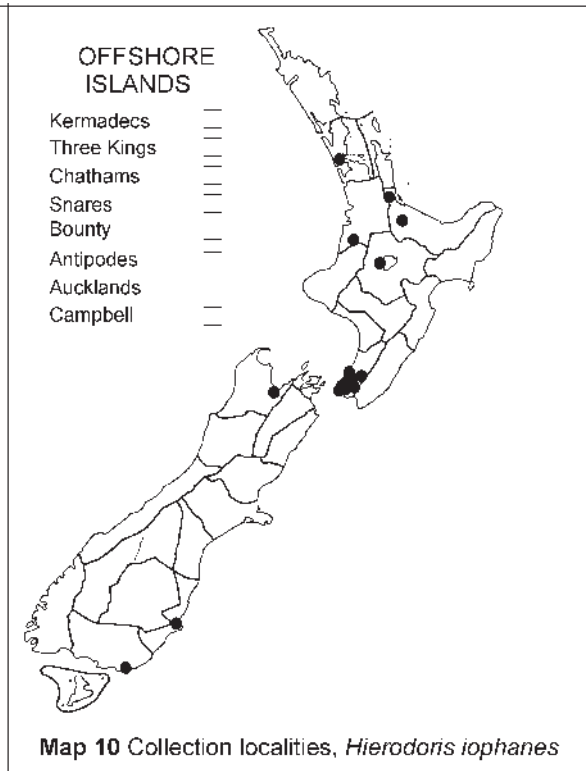 OFFSHORE
ISLANDS
Kermadecs
Three Kings
Chathams
Snares
Bounty
Antipodes
Aucklands
Campbell
Map 10 Collection localities, Hierodoris iophanes